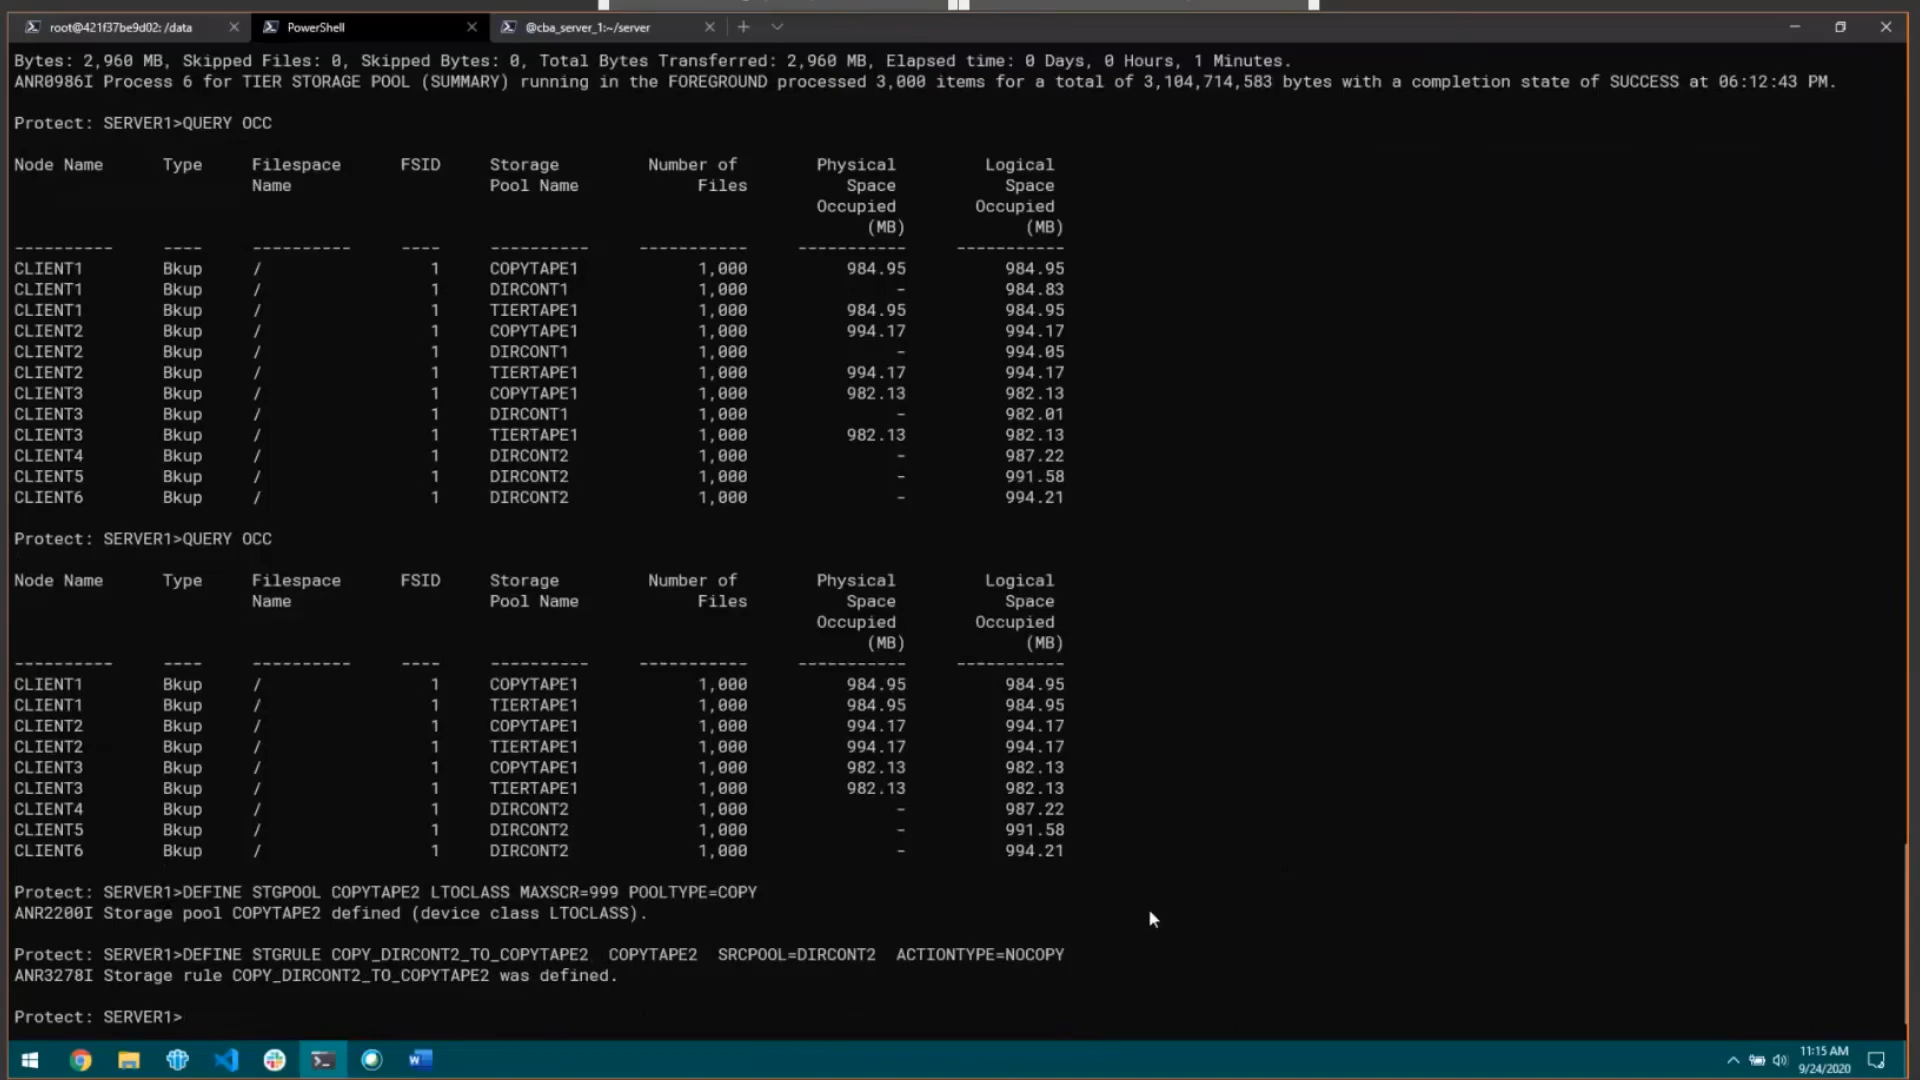 root@421f37be9d02: /data PowerShell @cba_server_1:~/server
Bytes: 2,960 MB, Skipped Files: 0, Skipped Bytes: 0, Total Bytes Transferred: 2,960 MB, Elapsed time: 0 Days, 0 Hours, 1 Minutes.
ANR0986I Process 6 for TIER STORAGE POOL (SUMMARY) running in the FOREGROUND processed 3,000 items for a total of 3,104,714,583 bytes with a completion state of SUCCESS at 06:12:43 PM.
Protect: SERVER1>QUERY OCC
Node Name Type Filespace FSID Storage Number of Physical Logical
Name Pool Name Files Space Space
Occupied Occupied
(MB) (MB)
---------- ---- ---------- ---- ---------- ----------- ----------- -----------
CLIENT1 Bkup / 1 COPYTAPE1 1,000 984.95 984.95
CLIENT1 Bkup / 1 DIRCONT1 1,000 - 984.83
CLIENT1 Bkup / 1 TIERTAPE1 1,000 984.95 984.95
CLIENT2 Bkup / 1 COPYTAPE1 1,000 994.17 994.17
CLIENT2 Bkup / 1 DIRCONT1 1,000 - 994.05
CLIENT2 Bkup / 1 TIERTAPE1 1,000 994.17 994.17
CLIENT3 Bkup / 1 COPYTAPE1 1,000 982.13 982.13
CLIENT3 Bkup / 1 DIRCONT1 1,000 - 982.01
CLIENT3 Bkup / 1 TIERTAPE1 1,000 982.13 982.13
CLIENT4 Bkup / 1 DIRCONT2 1,000 - 987.22
CLIENT5 Bkup / 1 DIRCONT2 1,000 - 991.58
CLIENT6 Bkup / 1 DIRCONT2 1,000 - 994.21
Protect: SERVER1>QUERY OCC
Node Name Type Filespace FSID Storage Number of Physical Logical
Name Pool Name Files Space Space
Occupied Occupied
(MB) (MB)
---------- ---- ---------- ---- ---------- ----------- ----------- -----------
CLIENT1 Bkup / 1 COPYTAPE1 1,000 984.95 984.95
CLIENT1 Bkup / 1 TIERTAPE1 1,000 984.95 984.95
CLIENT2 Bkup / 1 COPYTAPE1 1,000 994.17 994.17
CLIENT2 Bkup / 1 TIERTAPE1 1,000 994.17 994.17
CLIENT3 Bkup / 1 COPYTAPE1 1,000 982.13 982.13
CLIENT3 Bkup / 1 TIERTAPE1 1,000 982.13 982.13
CLIENT4 Bkup / 1 DIRCONT2 1,000 - 987.22
CLIENT5 Bkup / 1 DIRCONT2 1,000 - 991.58
CLIENT6 Bkup / 1 DIRCONT2 1,000 - 994.21
Protect: SERVER1>DEFINE STGPOOL COPYTAPE2 LTOCLASS MAXSCR=999 POOLTYPE=COPY
ANR2200I Storage pool COPYTAPE2 defined (device class LTOCLASS).
Protect: SERVER1>DEFINE STGRULE COPY_DIRCONT2_TO_COPYTAPE2 COPYTAPE2 SRCPOOL=DIRCONT2 ACTIONTYPE=NOCOPY
ANR3278I Storage rule COPY_DIRCONT2_TO_COPYTAPE2 was defined.
Protect: SERVER1>
11:15 AM
9/24/2020